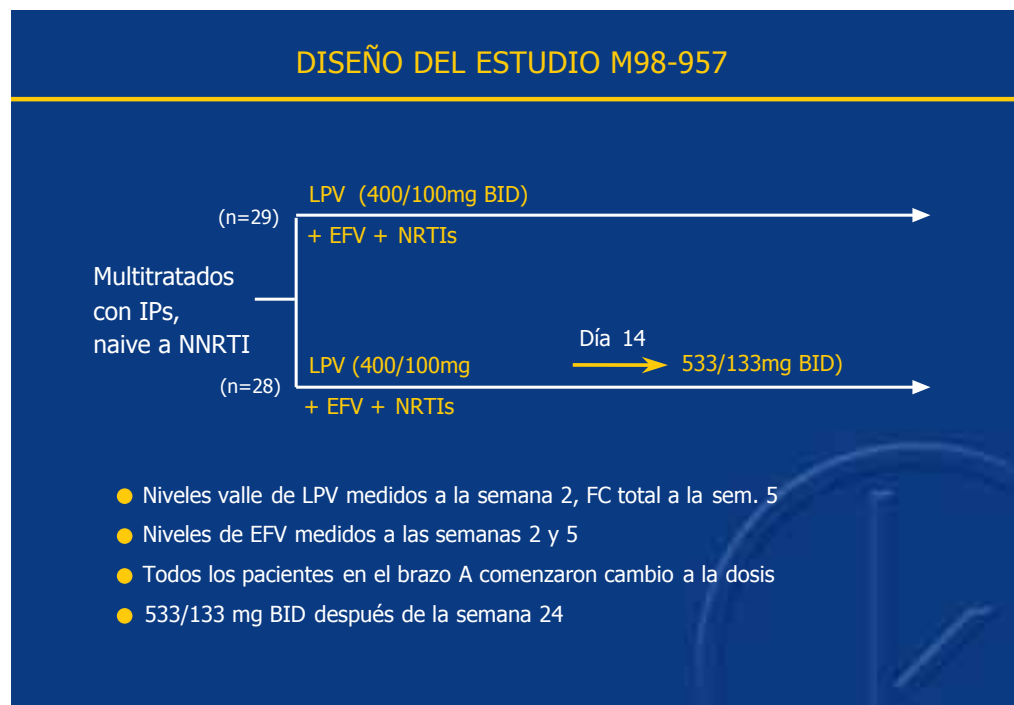 DISEÑO DEL ESTUDIO M98-957
LPV (400/100mg BID)
(n=29)
+ EFV + NRTIs
Multitratados
con IPs,
naive a NNRTI
Día 14
LPV (400/100mg
533/133mg BID)
(n=28)
+ EFV + NRTIs
Niveles valle de LPV medidos a la semana 2, FC total a la sem. 5
Niveles de EFV medidos a las semanas 2 y 5
Todos los pacientes en el brazo A comenzaron cambio a la dosis
533/133 mg BID después de la semana 24